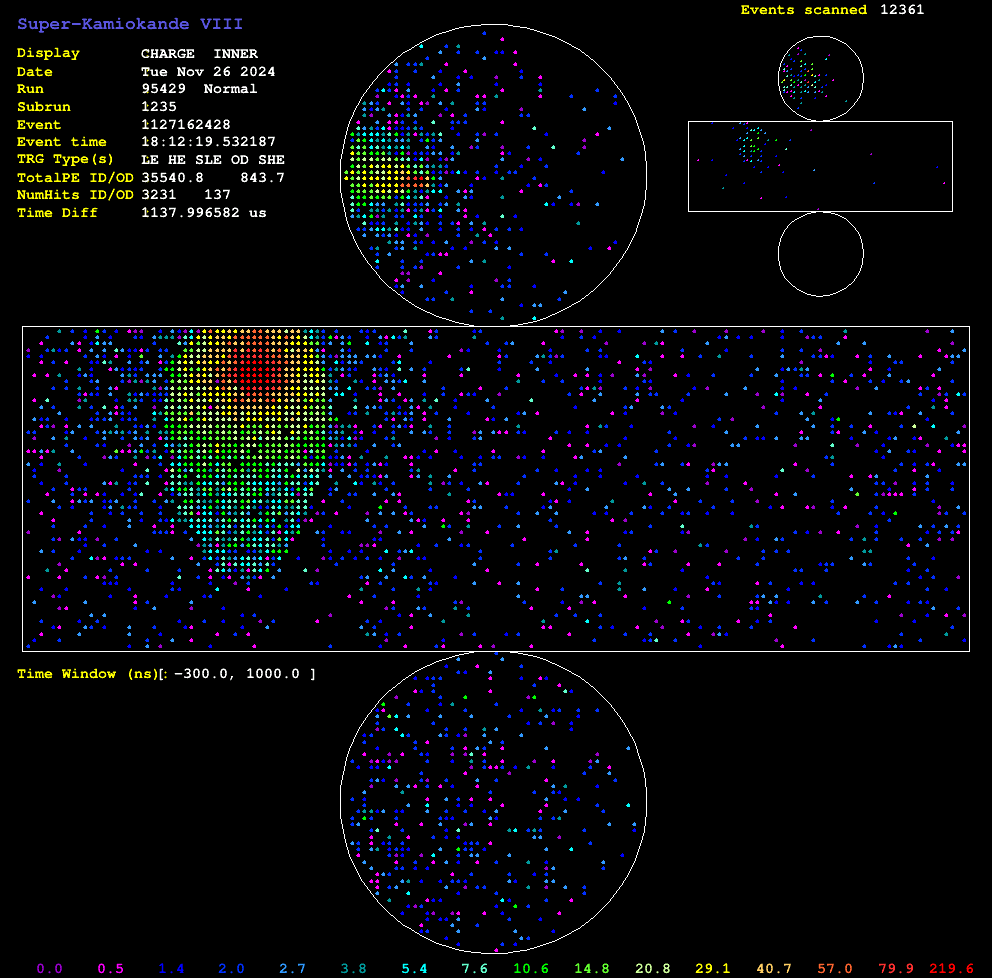 Super-Kamiokande VIII
Events scanned 12361
Display CHARGE INNER
Date Tue Nov 26 2024
Run 95429 Normal
Subrun 1235
Event 1127162428
Event time 18:12:19.532187
TRG Type(s) LE HE SLE OD SHE
TotalPE ID/OD 35540.8 843.7
NumHits ID/OD 3231 137
Time Diff 1137.996582 us
Time Window (ns)[: −300.0, 1000.0 ]
0.0 0.5 1.4 2.0 2.7 3.8 5.4 7.6 10.6 14.8 20.8 29.1 40.7 57.0 79.9 219.6